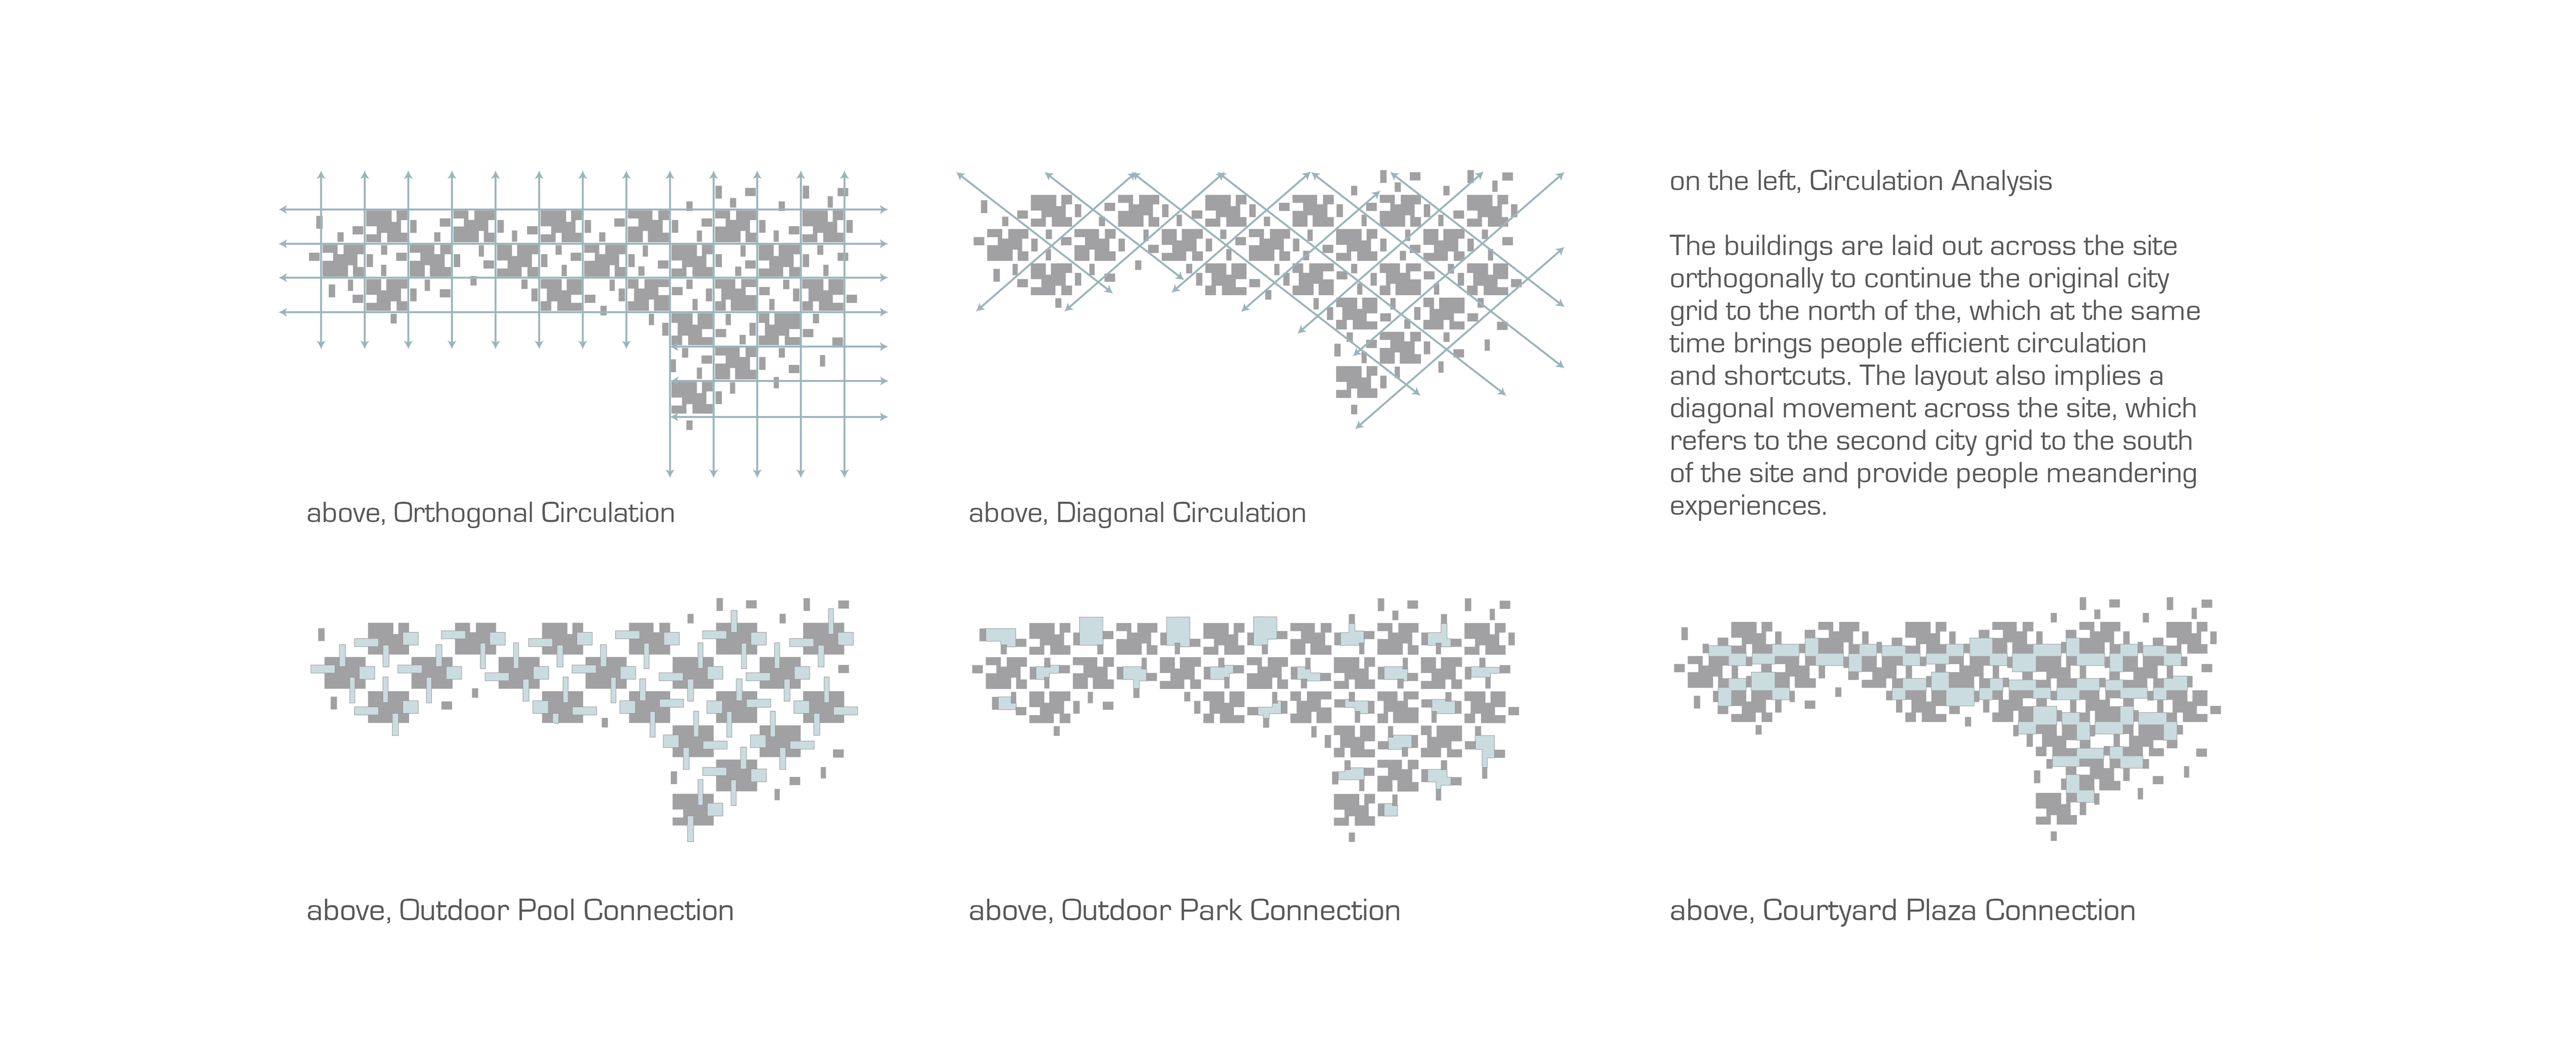 on the left, Circulation Analysis
The buildings are laid out across the site
orthogonally to continue the original city
grid to the north of the, which at the same
time brings people efficient circulation
and shortcuts. The layout also implies a
diagonal movement across the site, which
refers to the second city grid to the south
of the site and provide people meandering
experiences.
above, Orthogonal Circulation
above, Diagonal Circulation
above, Outdoor Pool Connection
above, Outdoor Park Connection
above, Courtyard Plaza Connection